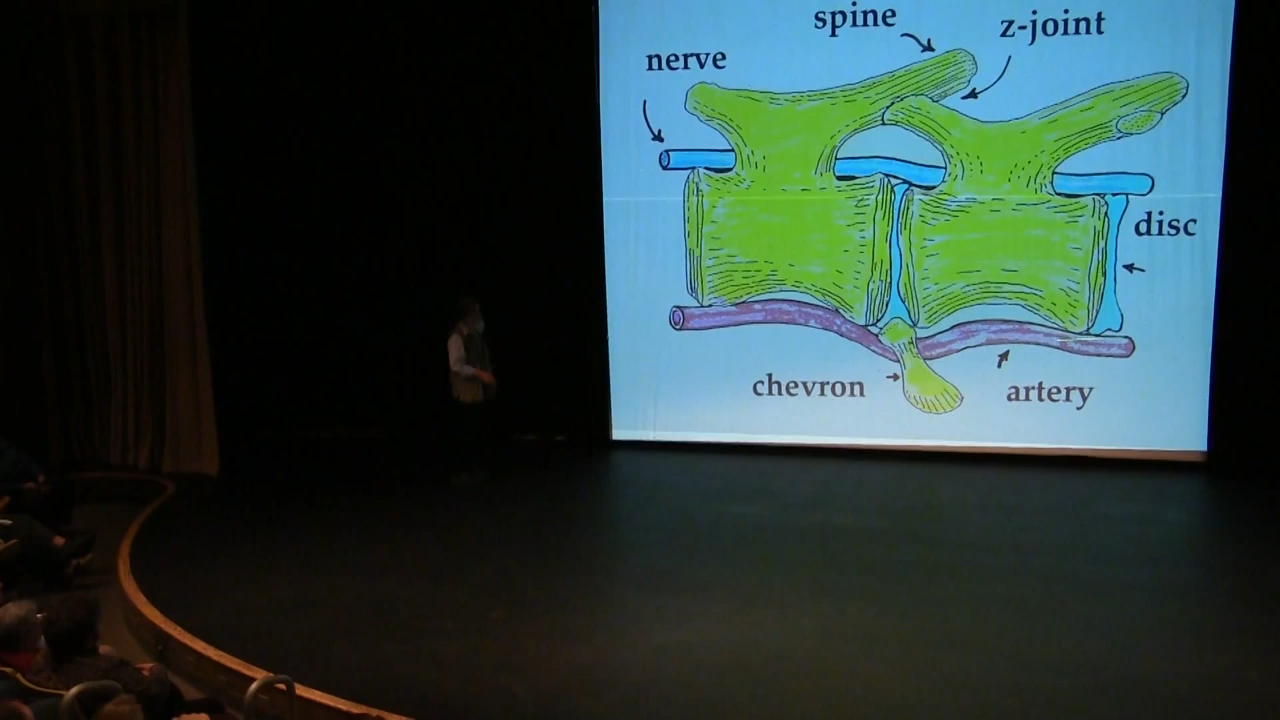 spine
z-joint
nerve
disc
chevron
artery